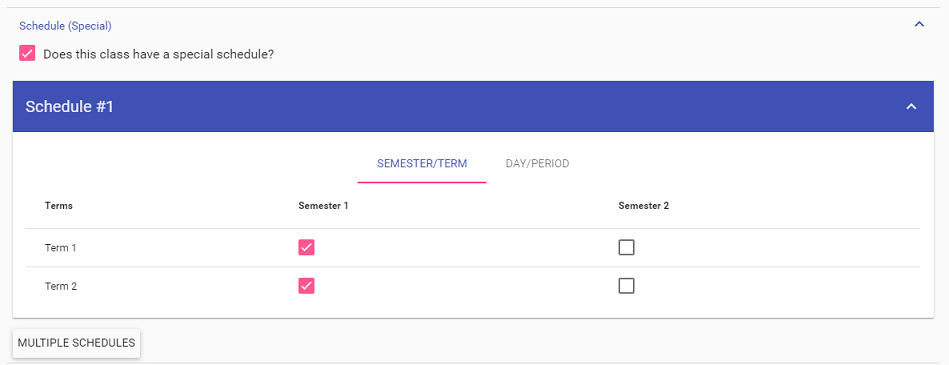 Schedule (Special)
Does this class have a special schedule?
Schedule #1
SEMESTER/TERM DAY/PERIOD
Terms Semester 1 Semester 2
Term 1
Term 2
MULTIPLE SCHEDULES